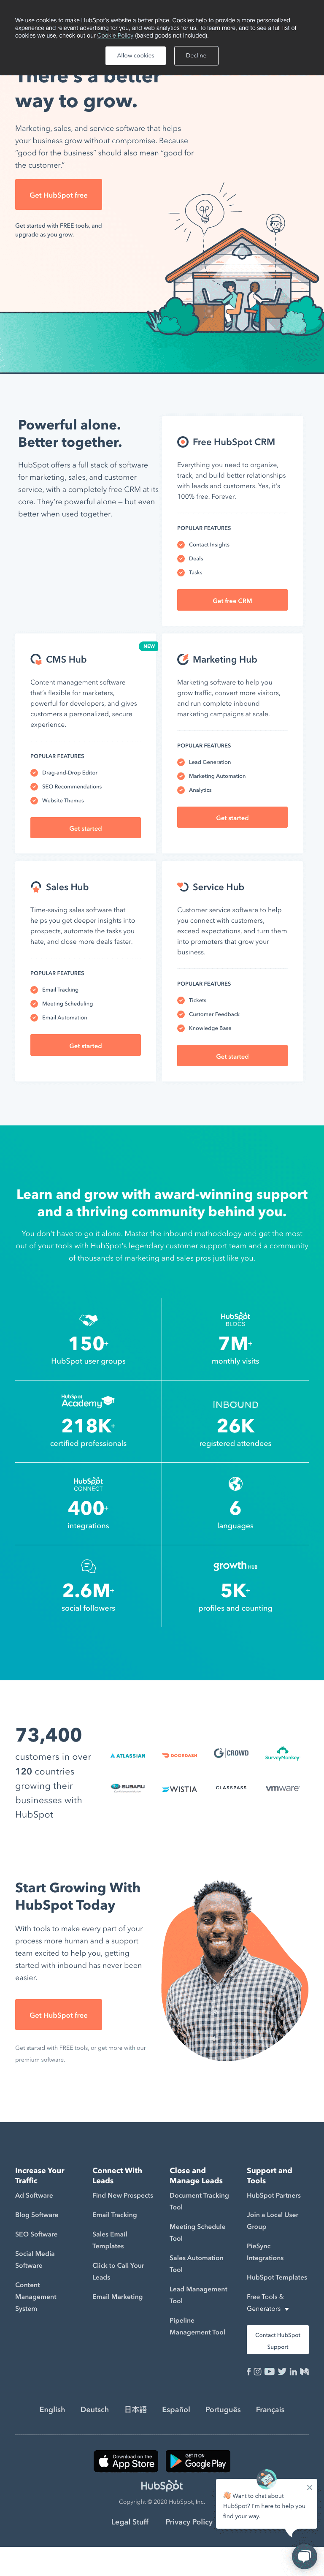 We use cookies to make HubSpot's website a better place. Cookies help to provide a more personalized
experience and relevant advertising for you, and web analytics for us. To learn more, and to see a full list of
cookies we use, check out our Cookie Policy (baked goods not included).
Allow cookies
Decline
There's a better
way to grow.
Marketing, sales, and service software that helps
your business grow without compromise. Because
"good for the business" should also mean "good for
the customer."
Get HubSpot free
Get started with FREE tools, and
upgrade as you grow.
Powerful alone.
Better together.
HubSpot offers a full stack of software
for marketing, sales, and customer
service, with a completely free CRM at its
core. They're powerful alone — but even
better when used together.
Free HubSpot CRM
Everything you need to organize,
track, and build better relationships
with leads and customers. Yes, it's
100% free. Forever.
POPULAR FEATURES
Contact Insights
Deals
Tasks
Get free CRM
NEW
CMS Hub
Content management software
that's flexible for marketers,
powerful for developers, and gives
customers a personalized, secure
experience.
POPULAR FEATURES
Drag-and-Drop Editor
SEO Recommendations
Website Themes
Get started
Marketing Hub
Marketing software to help you
grow traffic, convert more visitors,
and run complete inbound
marketing campaigns at scale.
POPULAR FEATURES
Lead Generation
Marketing Automation
Analytics
Get started
Sales Hub
Time-saving sales software that
helps you get deeper insights into
prospects, automate the tasks you
hate, and close more deals faster.
POPULAR FEATURES
Email Tracking
Meeting Scheduling
Email Automation
Get started
Service Hub
Customer service software to help
you connect with customers,
exceed expectations, and turn them
into promoters that grow your
business.
POPULAR FEATURES
Tickets
Customer Feedback
Knowledge Base
Get started
Learn and grow with award-winning support
and a thriving community behind you.
You don't have to go it alone. Master the inbound methodology and get the most
out of your tools with HubSpot's legendary customer support team and a community
of thousands of marketing and sales pros just like you.
150+
HubSpot user groups
HubSpot
BLOGS
7M+
monthly visits
HubSpot
Academy
218K+
certified professionals
INBOUND
26K
registered attendees
HubSpot
CONNECT
400+
integrations
6
languages
2.6M+
social followers
growth HUB
5K+
profiles and counting
73,400
customers in over
120 countries
growing their
businesses with
HubSpot
ATLASSIAN
DOORDASH
CROWD
SurveyMonkey
SUBARU
WISTIA
CLASSPASS
vmware
Start Growing With
HubSpot Today
With tools to make every part of your
process more human and a support
team excited to help you, getting
started with inbound has never been
easier.
Get HubSpot free
Get started with FREE tools, or get more with our
premium software.
Increase Your
Traffic
Ad Software
Blog Software
SEO Software
Social Media
Software
Content
Management
System
Connect With
Leads
Find New Prospects
Email Tracking
Sales Email
Templates
Click to Call Your
Leads
Email Marketing
Close and
Manage Leads
Document Tracking
Tool
Meeting Schedule
Tool
Sales Automation
Tool
Lead Management
Tool
Pipeline
Management Tool
Support and
Tools
HubSpot Partners
Join a Local User
Group
PieSync
Integrations
HubSpot Templates
Free Tools &
Generators
Contact HubSpot
Support
English
Deutsch
日本語
Español
Português
Français
Download on the
App Store
GET IT ON
Google Play
HubSpot
Copyright © 2020 HubSpot, Inc.
Legal Stuff
Privacy Policy
Want to chat about
HubSpot? I'm here to help you
find your way.